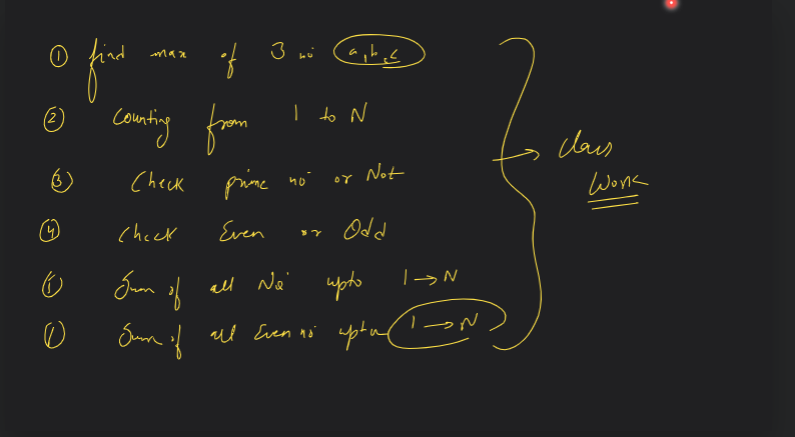 ① find max of 3 no a, b, c
② Counting from 1 to N
③ Check prime no or Not
④ Check Even or Odd
⑤ Sum of all No upto 1 → N
Sum of all Even no upto 1 → N
→ class
Work